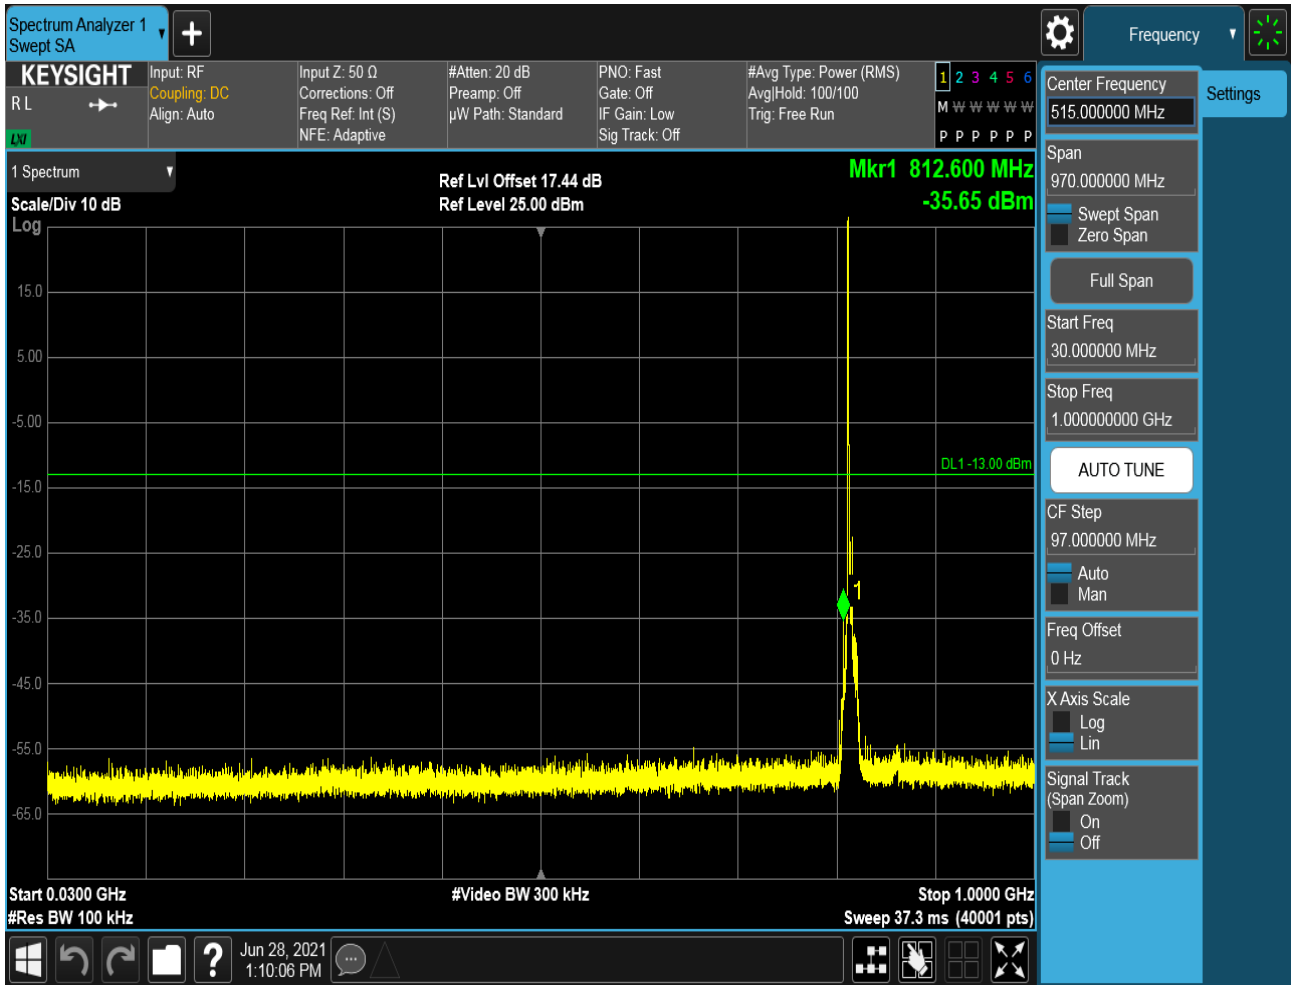 Spectrum Analyzer 1
Swept SA
Frequency
KEYSIGHT
R L
LXI
Input: RF
Coupling: DC
Align: Auto
Input Z: 50 Ω
Corrections: Off
Freq Ref: Int (S)
NFE: Adaptive
#Atten: 20 dB
Preamp: Off
µW Path: Standard
PNO: Fast
Gate: Off
IF Gain: Low
Sig Track: Off
#Avg Type: Power (RMS)
Avg|Hold: 100/100
Trig: Free Run
1 2 3 4 5 6
M W W W W W
P P P P P P
1 Spectrum
Scale/Div 10 dB
Log
Ref Lvl Offset 17.44 dB
Ref Level 25.00 dBm
Mkr1 812.600 MHz
-35.65 dBm
15.0
5.00
-5.00
-15.0
-25.0
-35.0
-45.0
-55.0
-65.0
DL1 -13.00 dBm
1
Start 0.0300 GHz
#Res BW 100 kHz
#Video BW 300 kHz
Stop 1.0000 GHz
Sweep 37.3 ms (40001 pts)
Jun 28, 2021
1:10:06 PM
Center Frequency
515.000000 MHz
Settings
Span
970.000000 MHz
Swept Span
Zero Span
Full Span
Start Freq
30.000000 MHz
Stop Freq
1.000000000 GHz
AUTO TUNE
CF Step
97.000000 MHz
Auto
Man
Freq Offset
0 Hz
X Axis Scale
Log
Lin
Signal Track
(Span Zoom)
On
Off